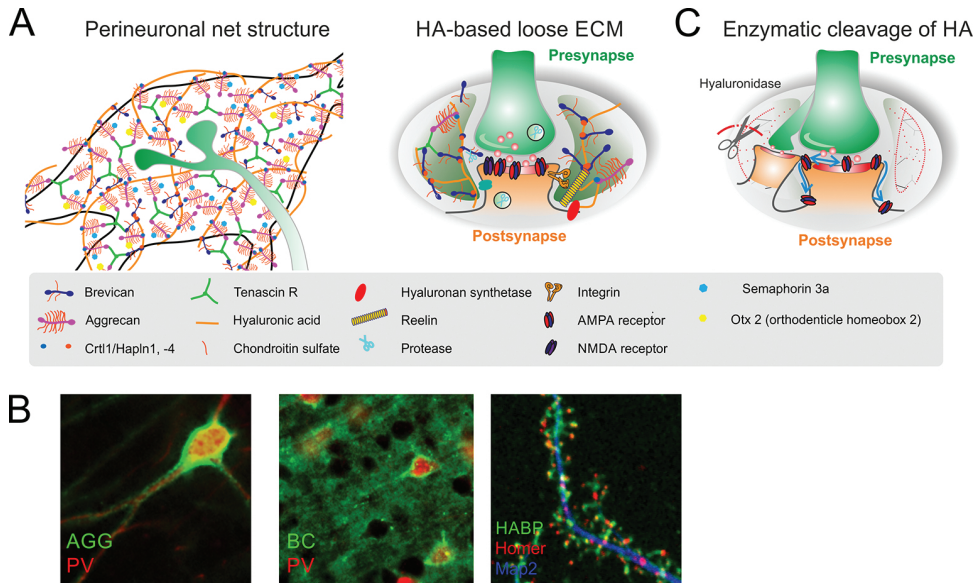 A
Perineuronal net structure
HA-based loose ECM
Presynapse
Postsynapse
C
Enzymatic cleavage of HA
Presynapse
Hyaluronidase
Postsynapse
Brevican
Tenascin R
Hyaluronan synthetase
Integrin
Semaphorin 3a
Aggrecan
Hyaluronic acid
Reelin
AMPA receptor
Otx 2 (orthodenticle homeobox 2)
Crtl1/Hapln1, -4
Chondroitin sulfate
Protease
NMDA receptor
B
AGG
PV
BC
PV
HABP
Homer
Map2